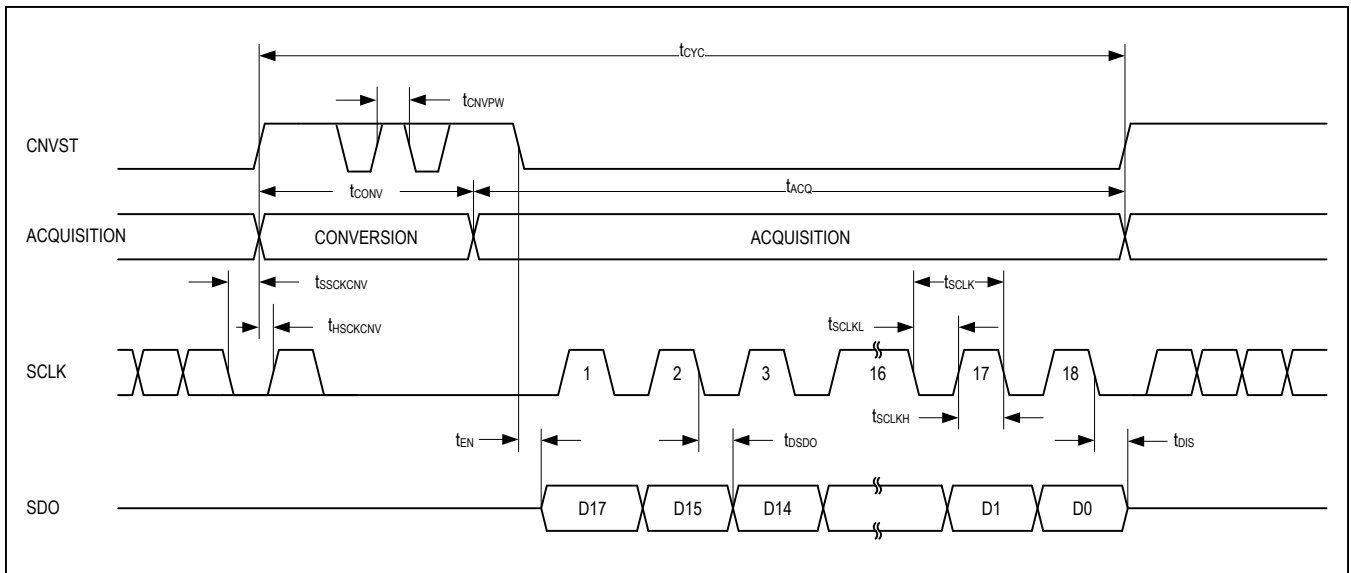 tCYC
tCNVPW
CNVST
tCONV
tACQ
ACQUISITION
CONVERSION
ACQUISITION
tSSCKCNV
tHSCKCNV
tSCLK
tSCLKL
SCLK
1
2
3
16
17
18
tSCLKH
tEN
tDSDO
tDIS
SDO
D17
D15
D14
D1
D0